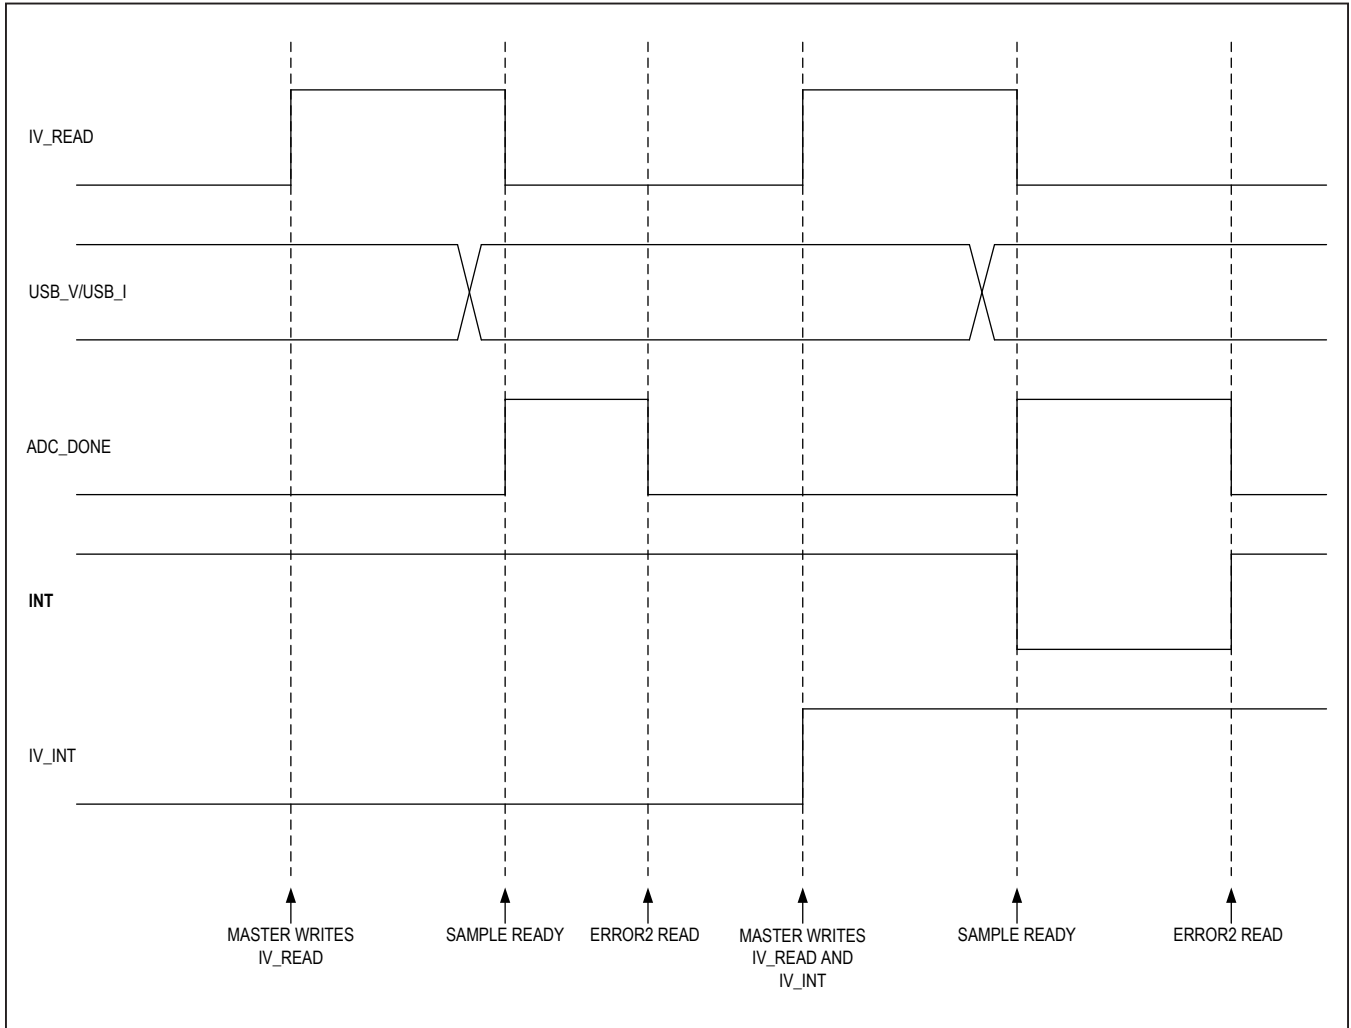 IV_READ
USB_V/USB_I
ADC_DONE
INT
IV_INT
MASTER WRITES
IV_READ
SAMPLE READY
ERROR2 READ
MASTER WRITES
IV_READ AND
IV_INT
SAMPLE READY
ERROR2 READ